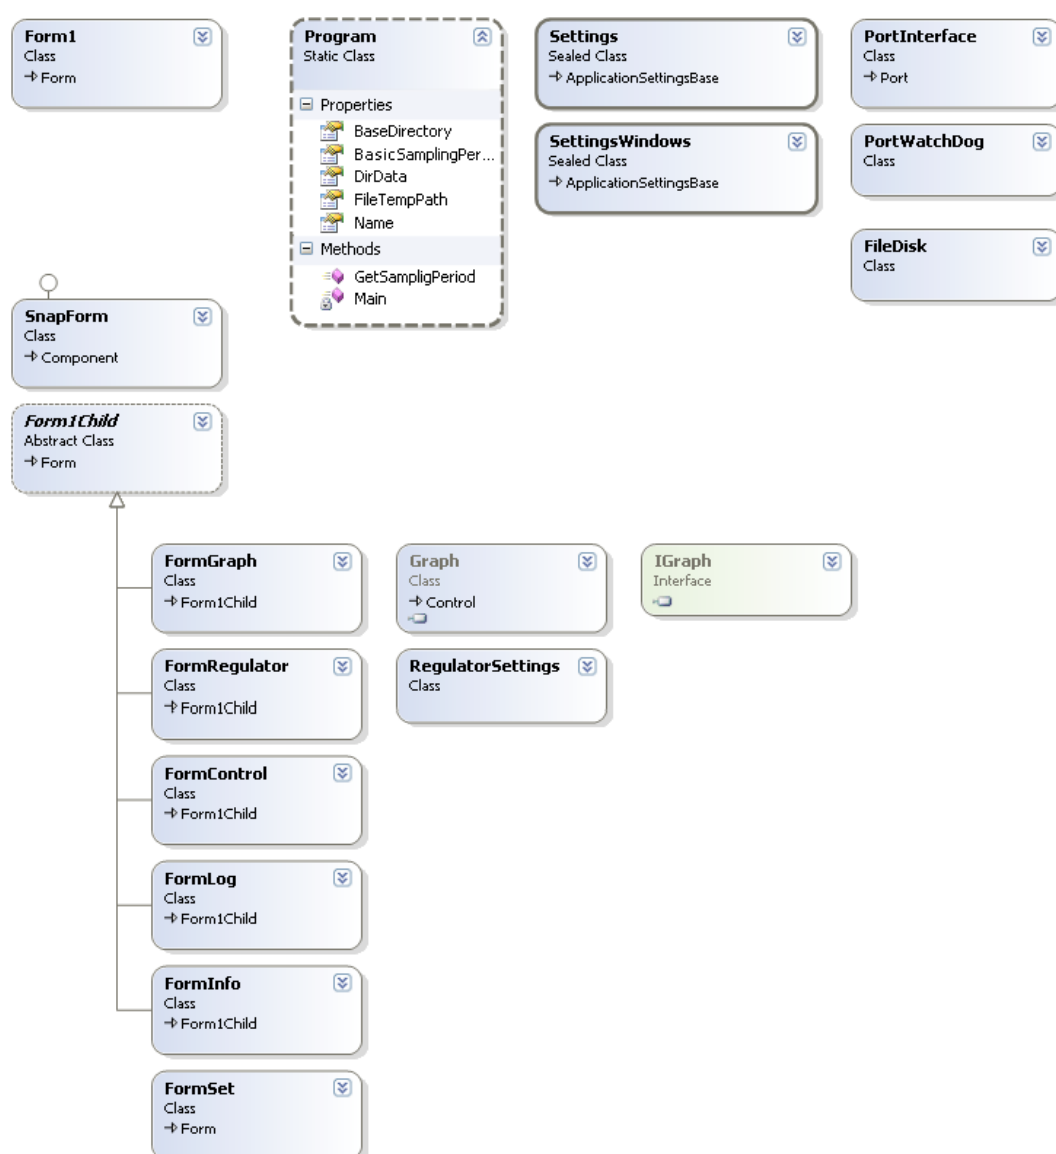 Form1
Class
Form
Program
Static Class
Properties
BaseDirectory
BasicSamplingPer...
DirData
FileTempPath
Name
Methods
GetSampligPeriod
Main
Settings
Sealed Class
ApplicationSettingsBase
SettingsWindows
Sealed Class
ApplicationSettingsBase
PortInterface
Class
Port
PortWatchDog
Class
FileDisk
Class
SnapForm
Class
Component
Form1Child
Abstract Class
Form
FormGraph
Class
Form1Child
Graph
Class
Control
IGraph
Interface
FormRegulator
Class
Form1Child
RegulatorSettings
Class
FormControl
Class
Form1Child
FormLog
Class
Form1Child
FormInfo
Class
Form1Child
FormSet
Class
Form